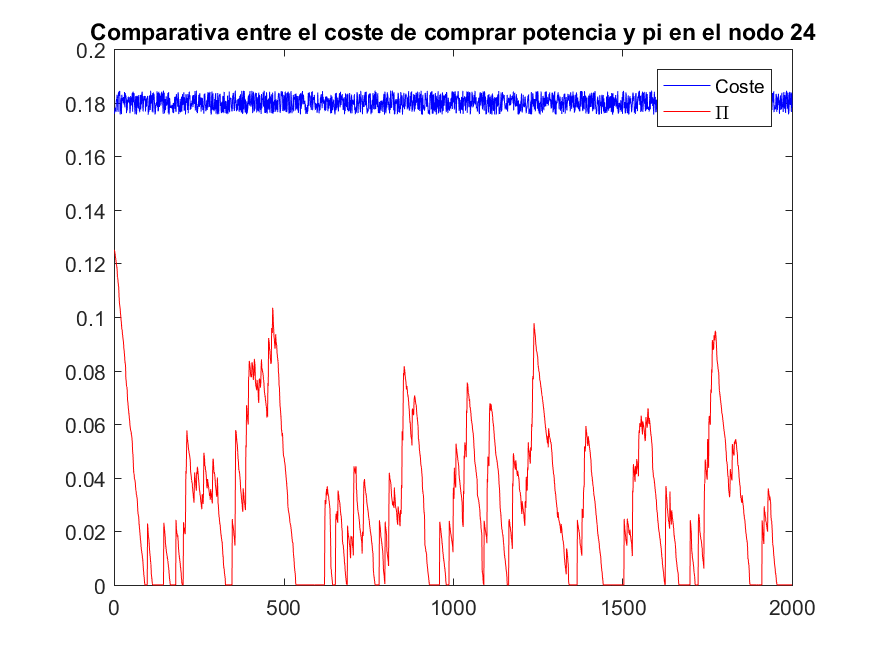 Comparativa entre el coste de comprar potencia y pi en el nodo 24
0.2
0.18
0.16
0.14
0.12
0.1
0.08
0.06
0.04
0.02
0
0 500 1000 1500 2000
Coste
Π